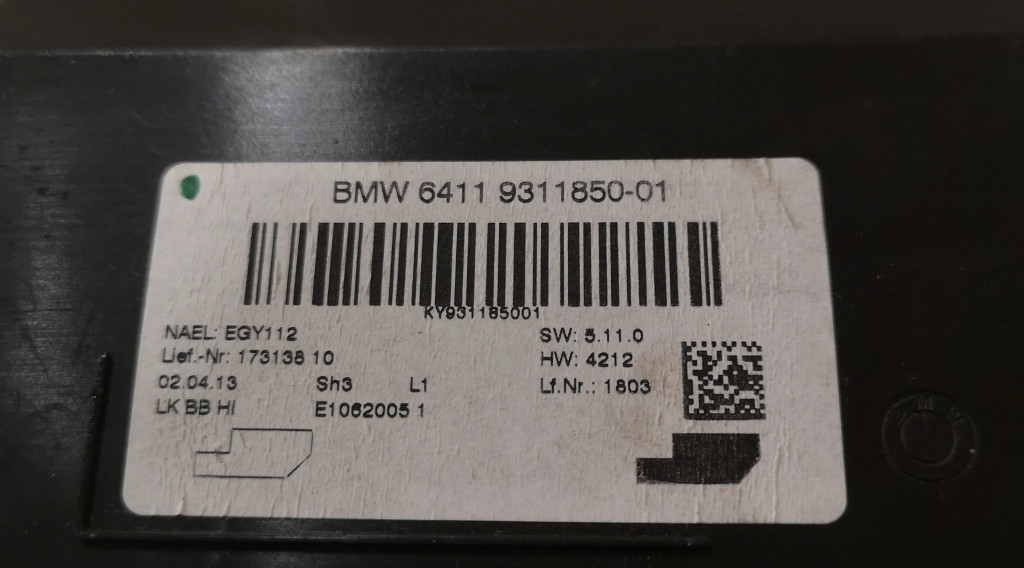 BMW 6411 9311850-01
KY931185001
NAEL: EGY112
Lief.-Nr: 173138 10
02.04.13 Sh3 L1
LK BB HI E1062005 1
SW: 5.11.0
HW: 4212
Lf.Nr.: 1803
BMW